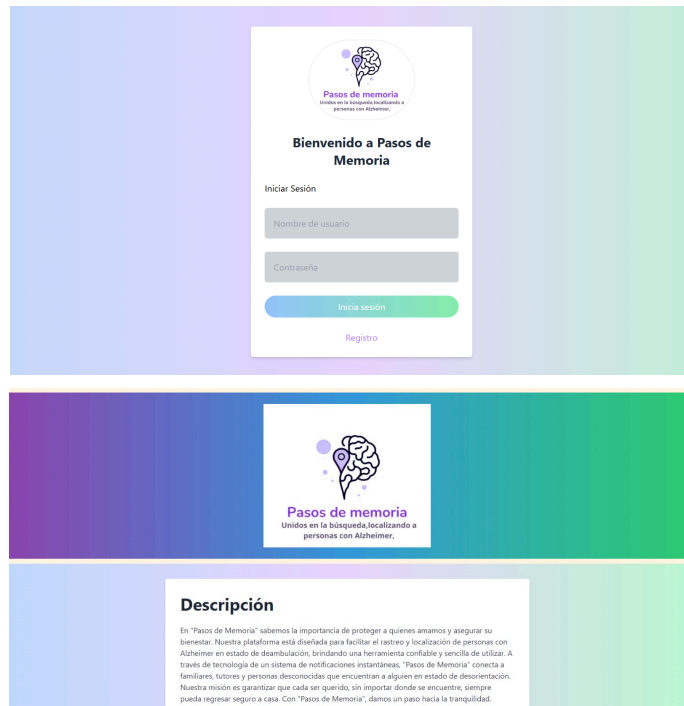 Pasos de memoria
Unidos en la búsqueda,localizando a
personas con Alzheimer,
Bienvenido a Pasos de
Memoria
Iniciar Sesión
Nombre de usuario
Contraseña
Inicia sesión
Registro
Pasos de memoria
Unidos en la búsqueda,localizando a
personas con Alzheimer,
Descripción
En "Pasos de Memoria" sabemos la importancia de proteger a quienes amamos y asegurar su
bienestar. Nuestra plataforma está diseñada para facilitar el rastreo y localización de personas con
Alzheimer en estado de deambulación, brindando una herramienta confiable y sencilla de utilizar. A
través de tecnología de un sistema de notificaciones instantáneas, "Pasos de Memoria" conecta a
familiares, tutores y personas desconocidas que encuentran a alguien en estado de desorientación.
Nuestra misión es garantizar que cada ser querido, sin importar donde se encuentre, siempre
pueda regresar seguro a casa. Con "Pasos de Memoria", damos un paso hacia la tranquilidad.